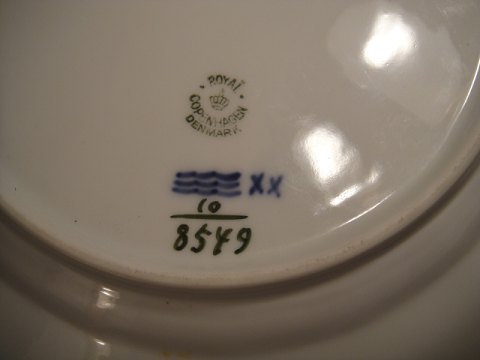 ROYAL
COPENHAGEN
DENMARK
XX
10
8549